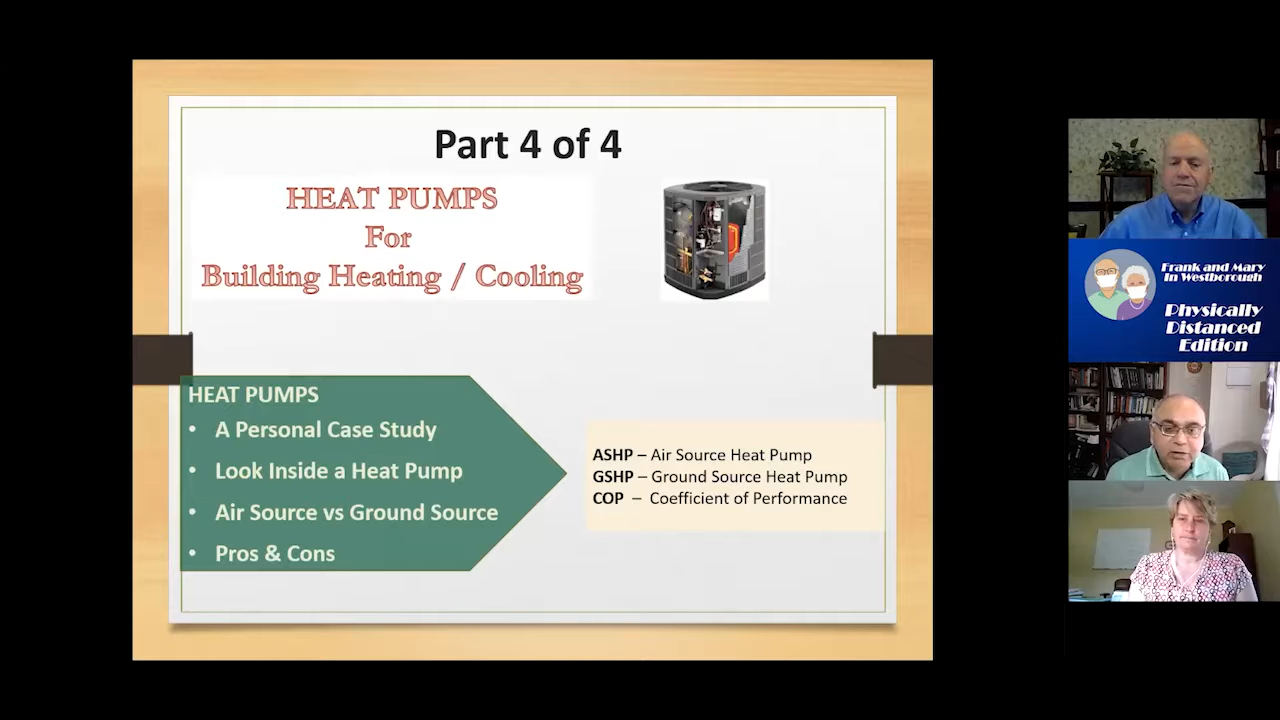 Part 4 of 4
HEAT PUMPS
For
Building Heating / Cooling
HEAT PUMPS
• A Personal Case Study
• Look Inside a Heat Pump
• Air Source vs Ground Source
• Pros & Cons
ASHP – Air Source Heat Pump
GSHP – Ground Source Heat Pump
COP – Coefficient of Performance
Frank and Mary
In Westborough
Physically
Distanced
Edition